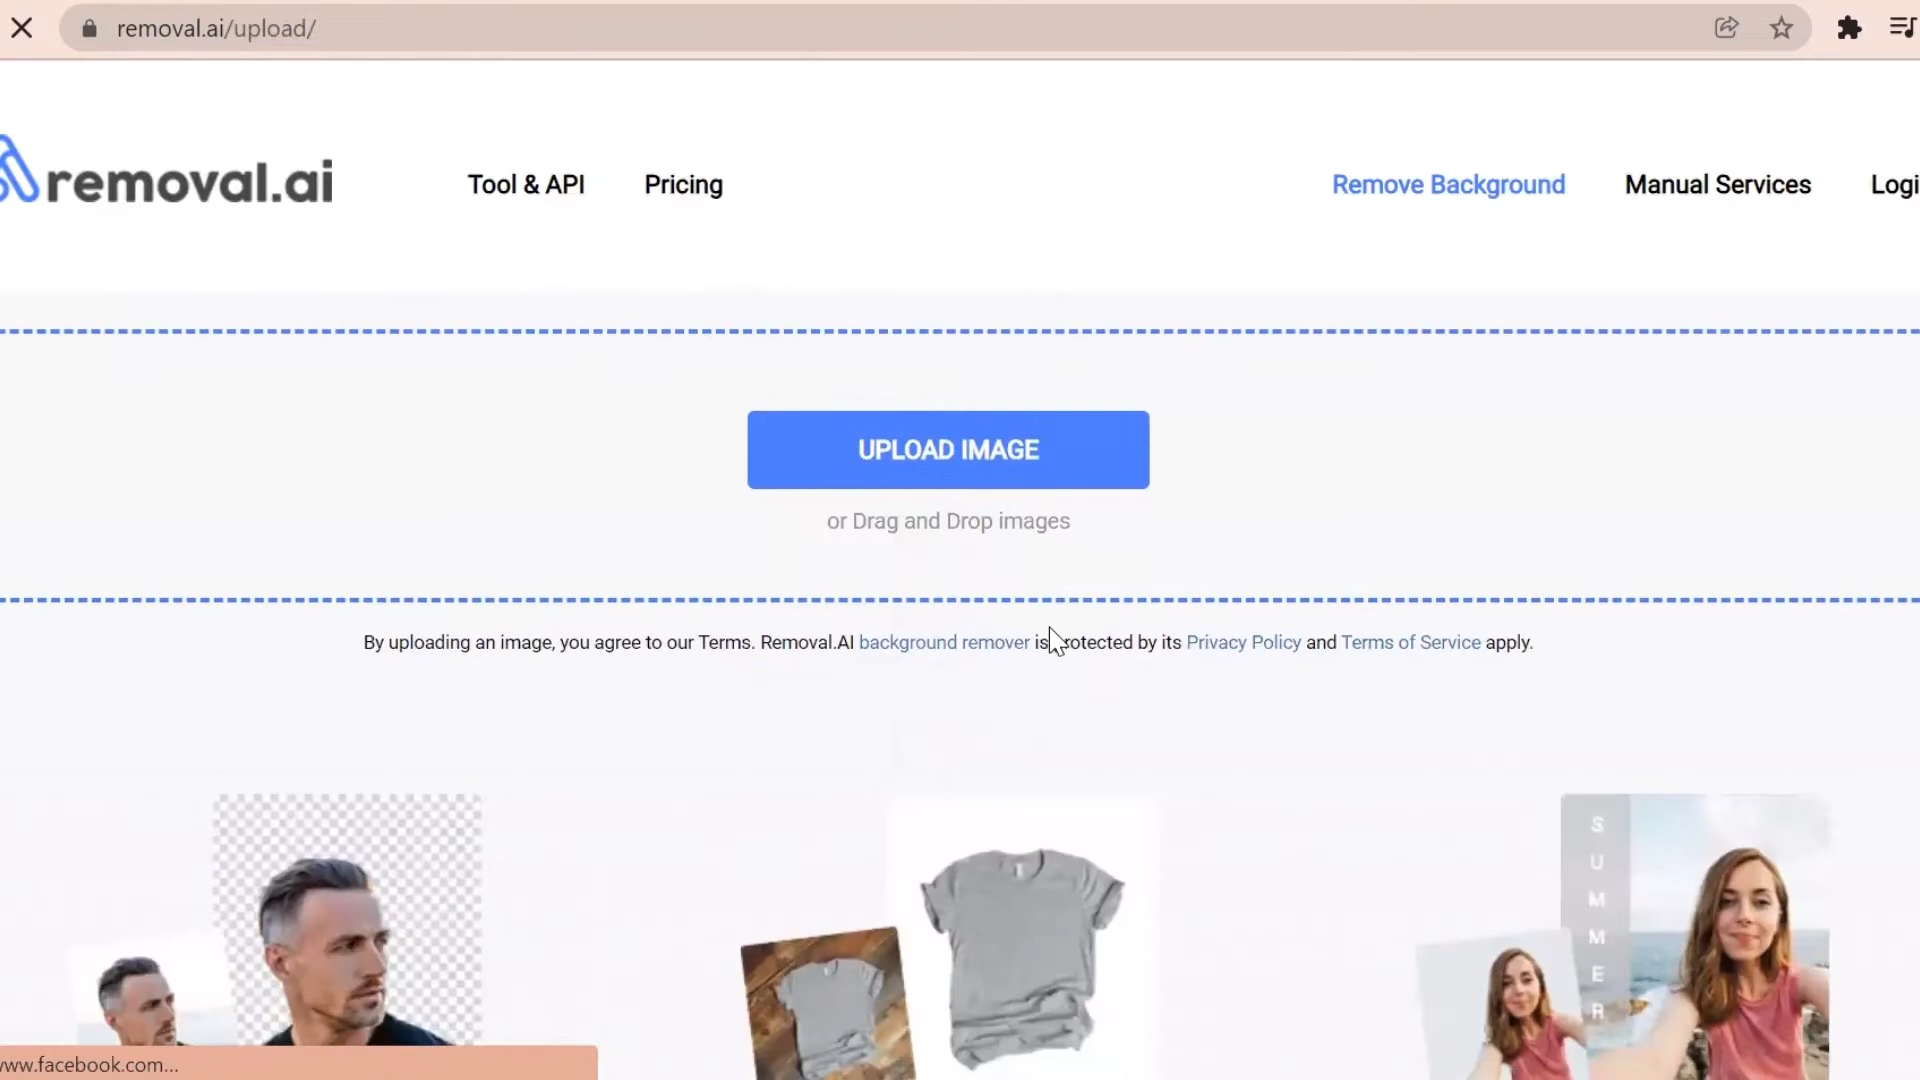 removal.ai/upload/
removal.ai
Tool & API
Pricing
Remove Background
Manual Services
Logi
UPLOAD IMAGE
or Drag and Drop images
By uploading an image, you agree to our Terms. Removal.AI background remover is protected by its Privacy Policy and Terms of Service apply.
SUMMER
www.facebook.com...